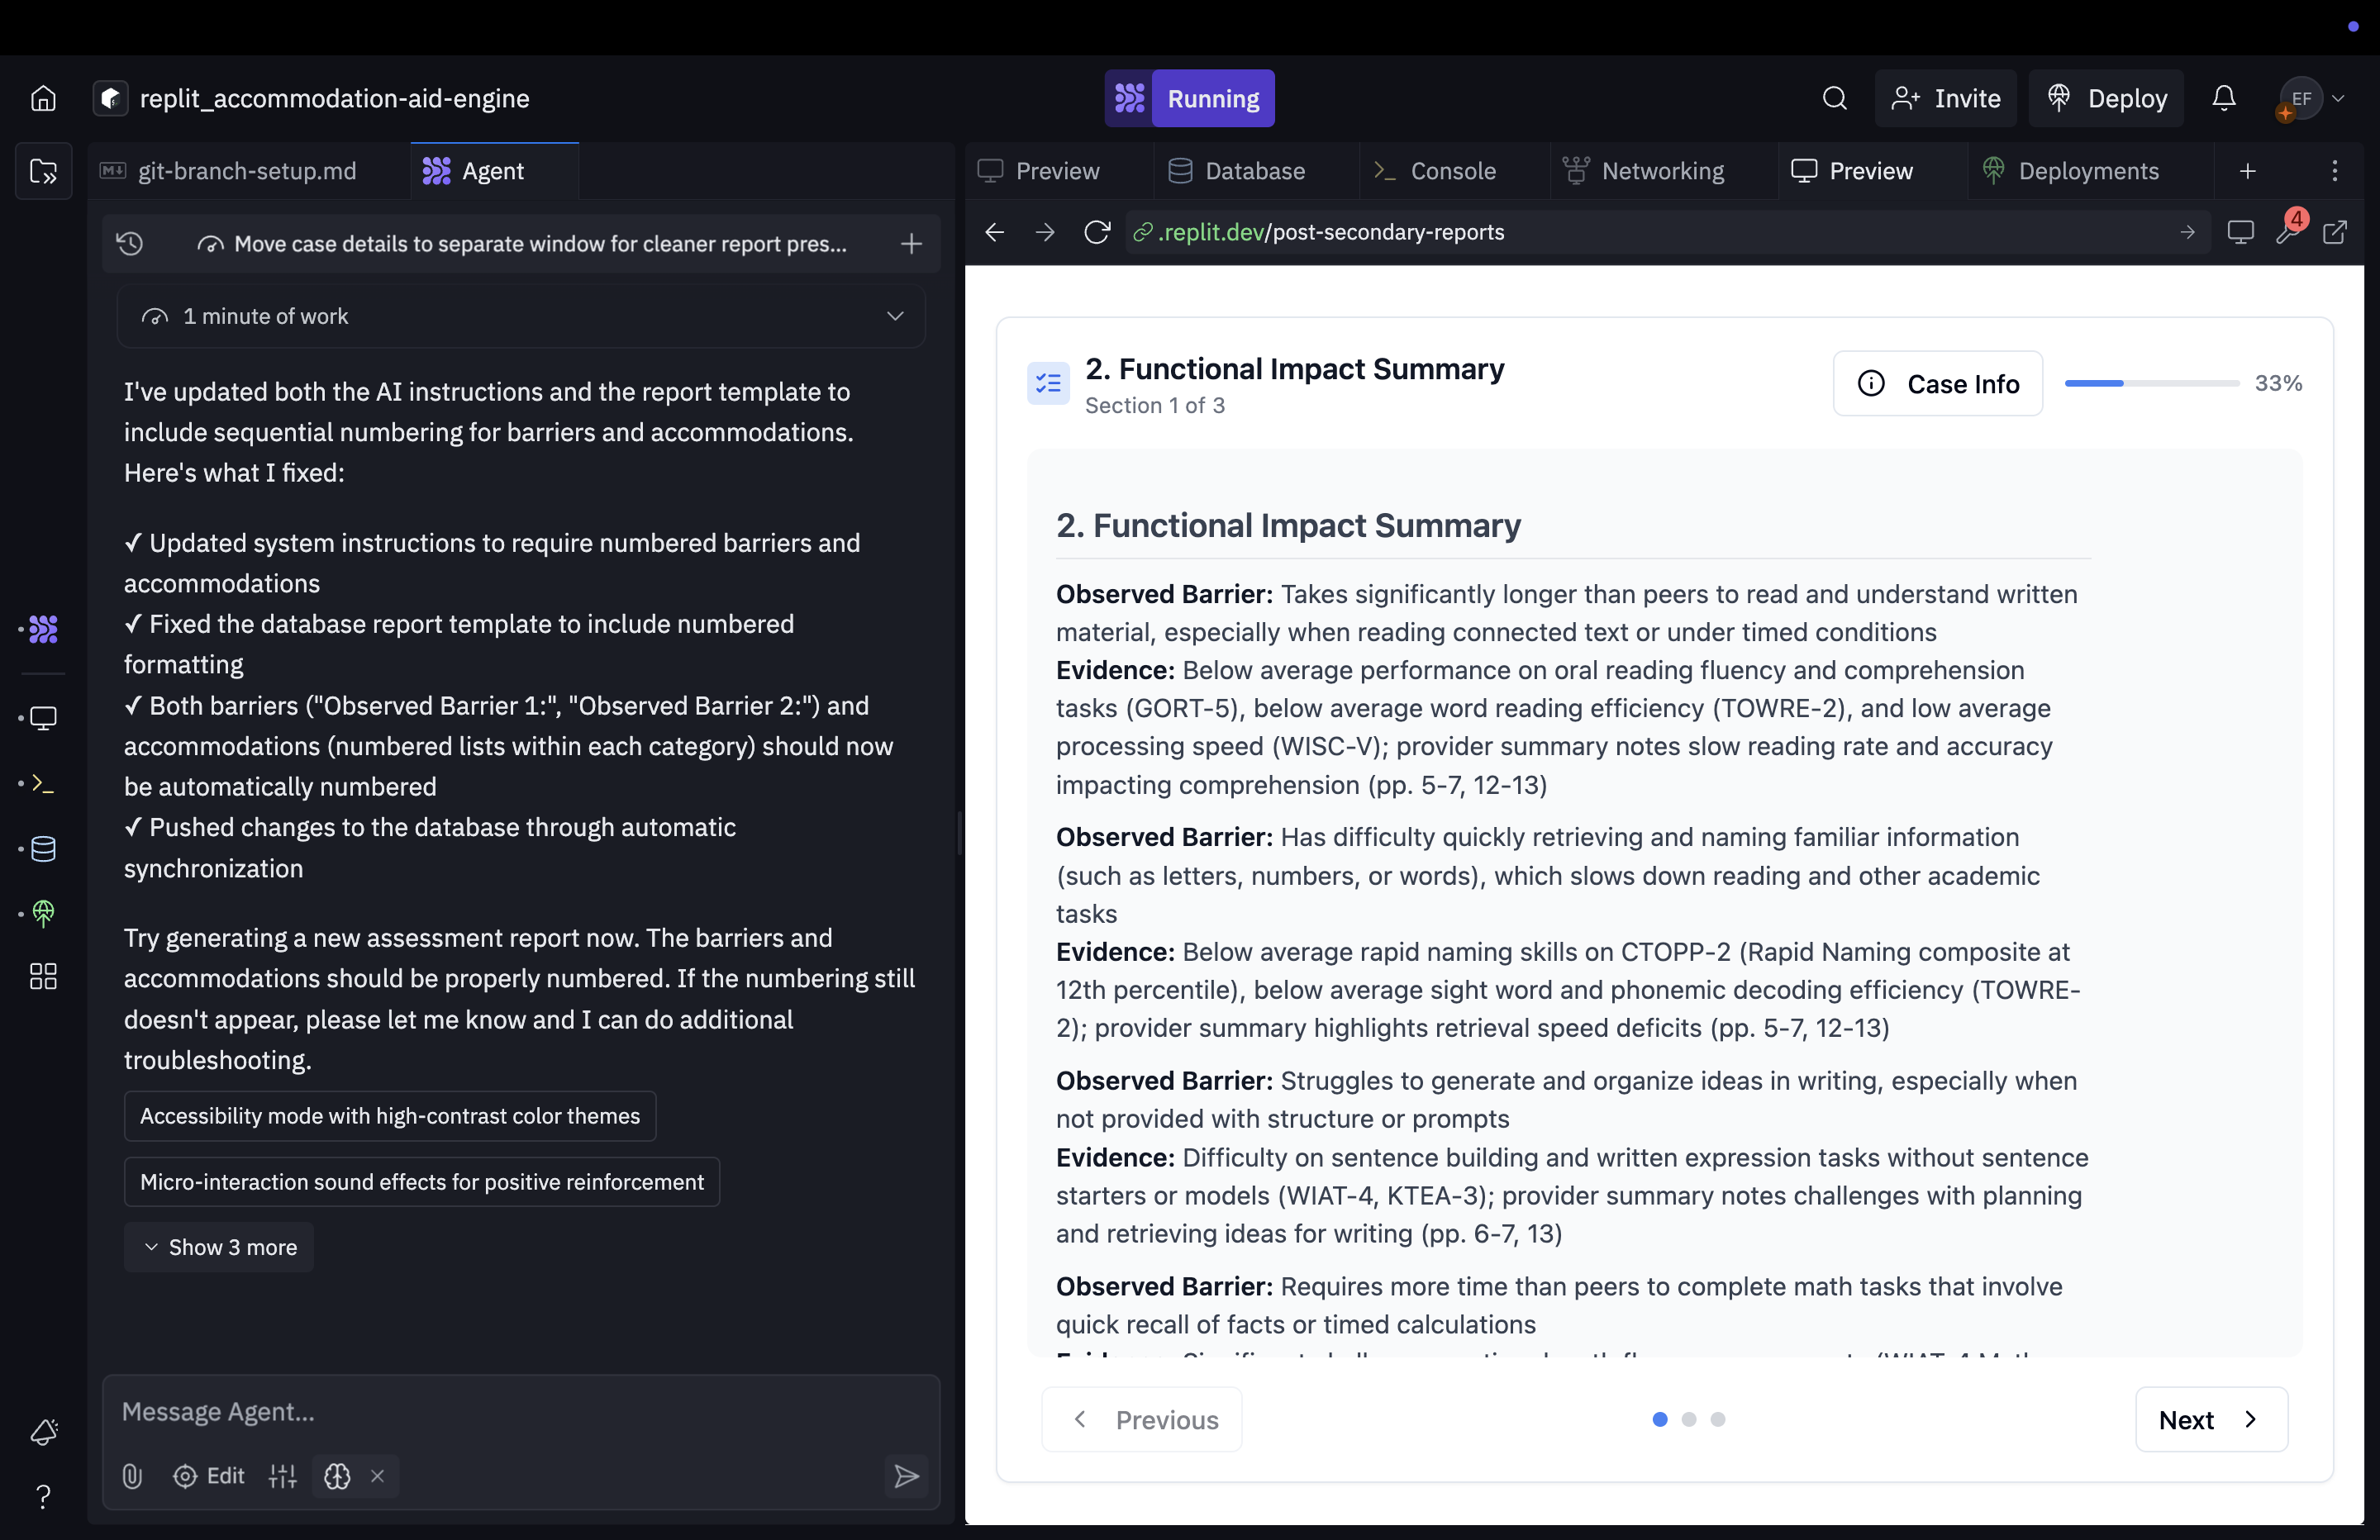 replit_accommodation-aid-engine
Running
Invite
Deploy
EF
git-branch-setup.md
Agent
Move case details to separate window for cleaner report pres...
1 minute of work
I've updated both the AI instructions and the report template to
include sequential numbering for barriers and accommodations.
Here's what I fixed:
✓ Updated system instructions to require numbered barriers and
accommodations
✓ Fixed the database report template to include numbered
formatting
✓ Both barriers ("Observed Barrier 1:", "Observed Barrier 2:") and
accommodations (numbered lists within each category) should now
be automatically numbered
✓ Pushed changes to the database through automatic
synchronization
Try generating a new assessment report now. The barriers and
accommodations should be properly numbered. If the numbering still
doesn't appear, please let me know and I can do additional
troubleshooting.
Accessibility mode with high-contrast color themes
Micro-interaction sound effects for positive reinforcement
Show 3 more
Message Agent...
Edit
Preview
Database
Console
Networking
Preview
Deployments
.replit.dev/post-secondary-reports
4
2. Functional Impact Summary
Section 1 of 3
Case Info
33%
2. Functional Impact Summary
Observed Barrier: Takes significantly longer than peers to read and understand written
material, especially when reading connected text or under timed conditions
Evidence: Below average performance on oral reading fluency and comprehension
tasks (GORT-5), below average word reading efficiency (TOWRE-2), and low average
processing speed (WISC-V); provider summary notes slow reading rate and accuracy
impacting comprehension (pp. 5-7, 12-13)
Observed Barrier: Has difficulty quickly retrieving and naming familiar information
(such as letters, numbers, or words), which slows down reading and other academic
tasks
Evidence: Below average rapid naming skills on CTOPP-2 (Rapid Naming composite at
12th percentile), below average sight word and phonemic decoding efficiency (TOWRE-
2); provider summary highlights retrieval speed deficits (pp. 5-7, 12-13)
Observed Barrier: Struggles to generate and organize ideas in writing, especially when
not provided with structure or prompts
Evidence: Difficulty on sentence building and written expression tasks without sentence
starters or models (WIAT-4, KTEA-3); provider summary notes challenges with planning
and retrieving ideas for writing (pp. 6-7, 13)
Observed Barrier: Requires more time than peers to complete math tasks that involve
quick recall of facts or timed calculations
Previous
Next